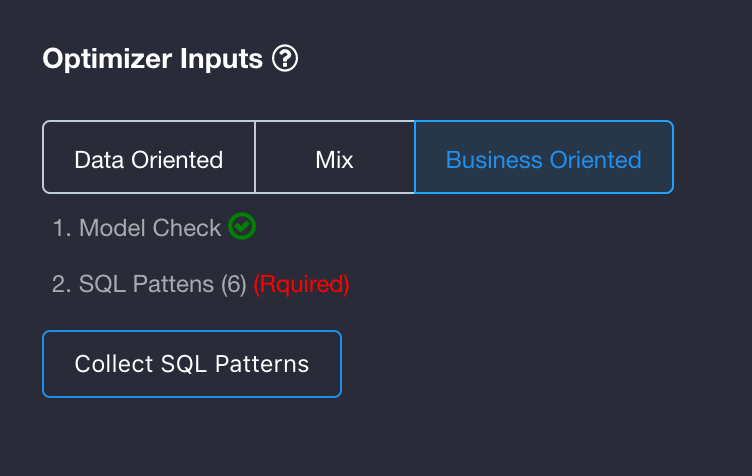 Optimizer Inputs
Data Oriented Mix Business Oriented
1. Model Check
2. SQL Pattens (6) (Rquired)
Collect SQL Patterns